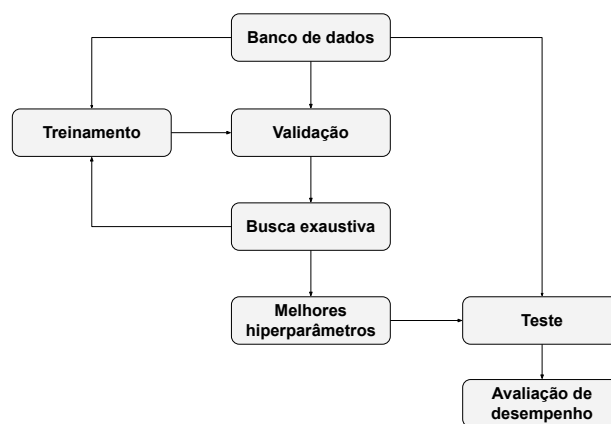 Banco de dados
Treinamento
Validação
Busca exaustiva
Melhores
hiperparâmetros
Teste
Avaliação de
desempenho